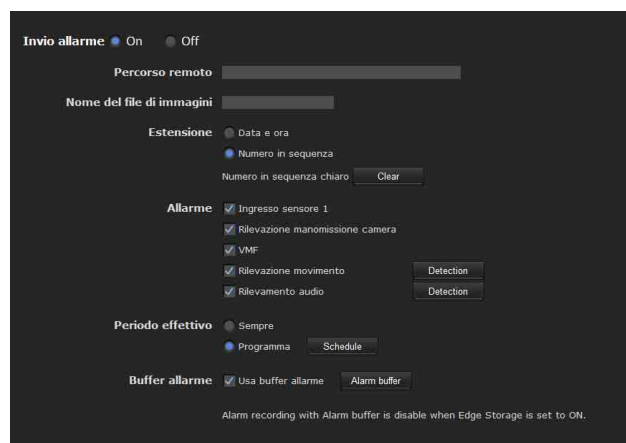 Invio allarme On Off
Percorso remoto
Nome del file di immagini
Estensione Data e ora
Numero in sequenza
Numero in sequenza chiaro Clear
Allarme Ingresso sensore 1
Rilevazione manomissione camera
VMF
Rilevazione movimento Detection
Rilevamento audio Detection
Periodo effettivo Sempre
Programma Schedule
Buffer allarme Usa buffer allarme Alarm buffer
Alarm recording with Alarm buffer is disable when Edge Storage is set to ON.